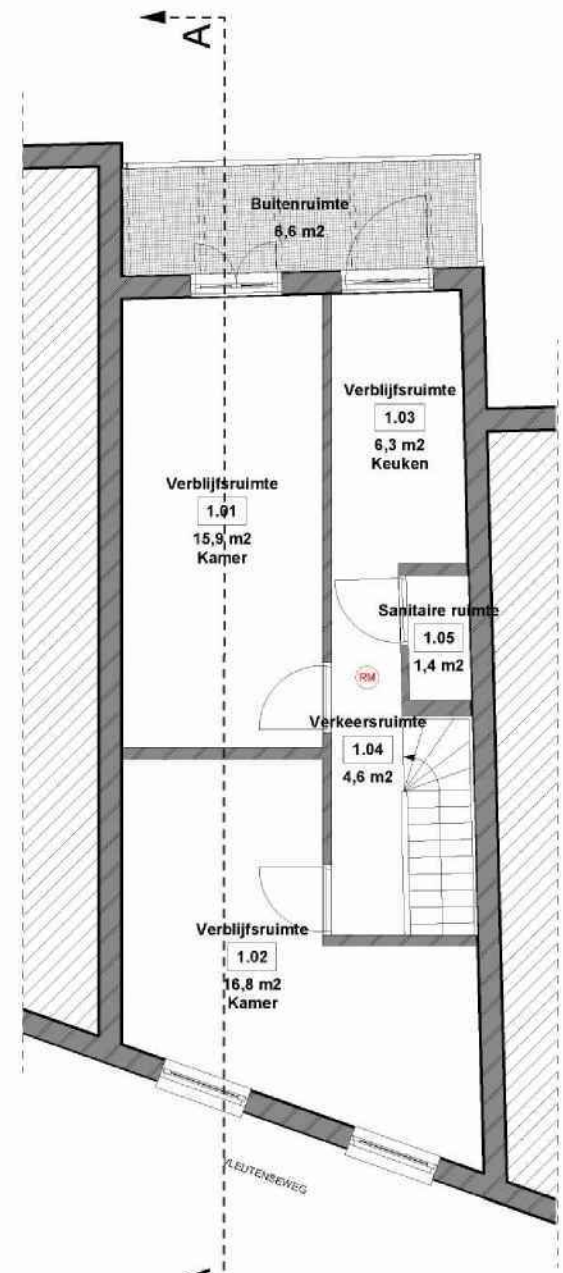 A
Buitenruimte
6,6 m2
Verblijfsruimte
1.03
6,3 m2
Keuken
Verblijfsruimte
1.01
15,9 m2
Kamer
Sanitaire ruimte
1.05
1,4 m2
RM
Verkeersruimte
1.04
4,6 m2
Verblijfsruimte
1.02
16,8 m2
Kamer
VLEUTENSEWEG